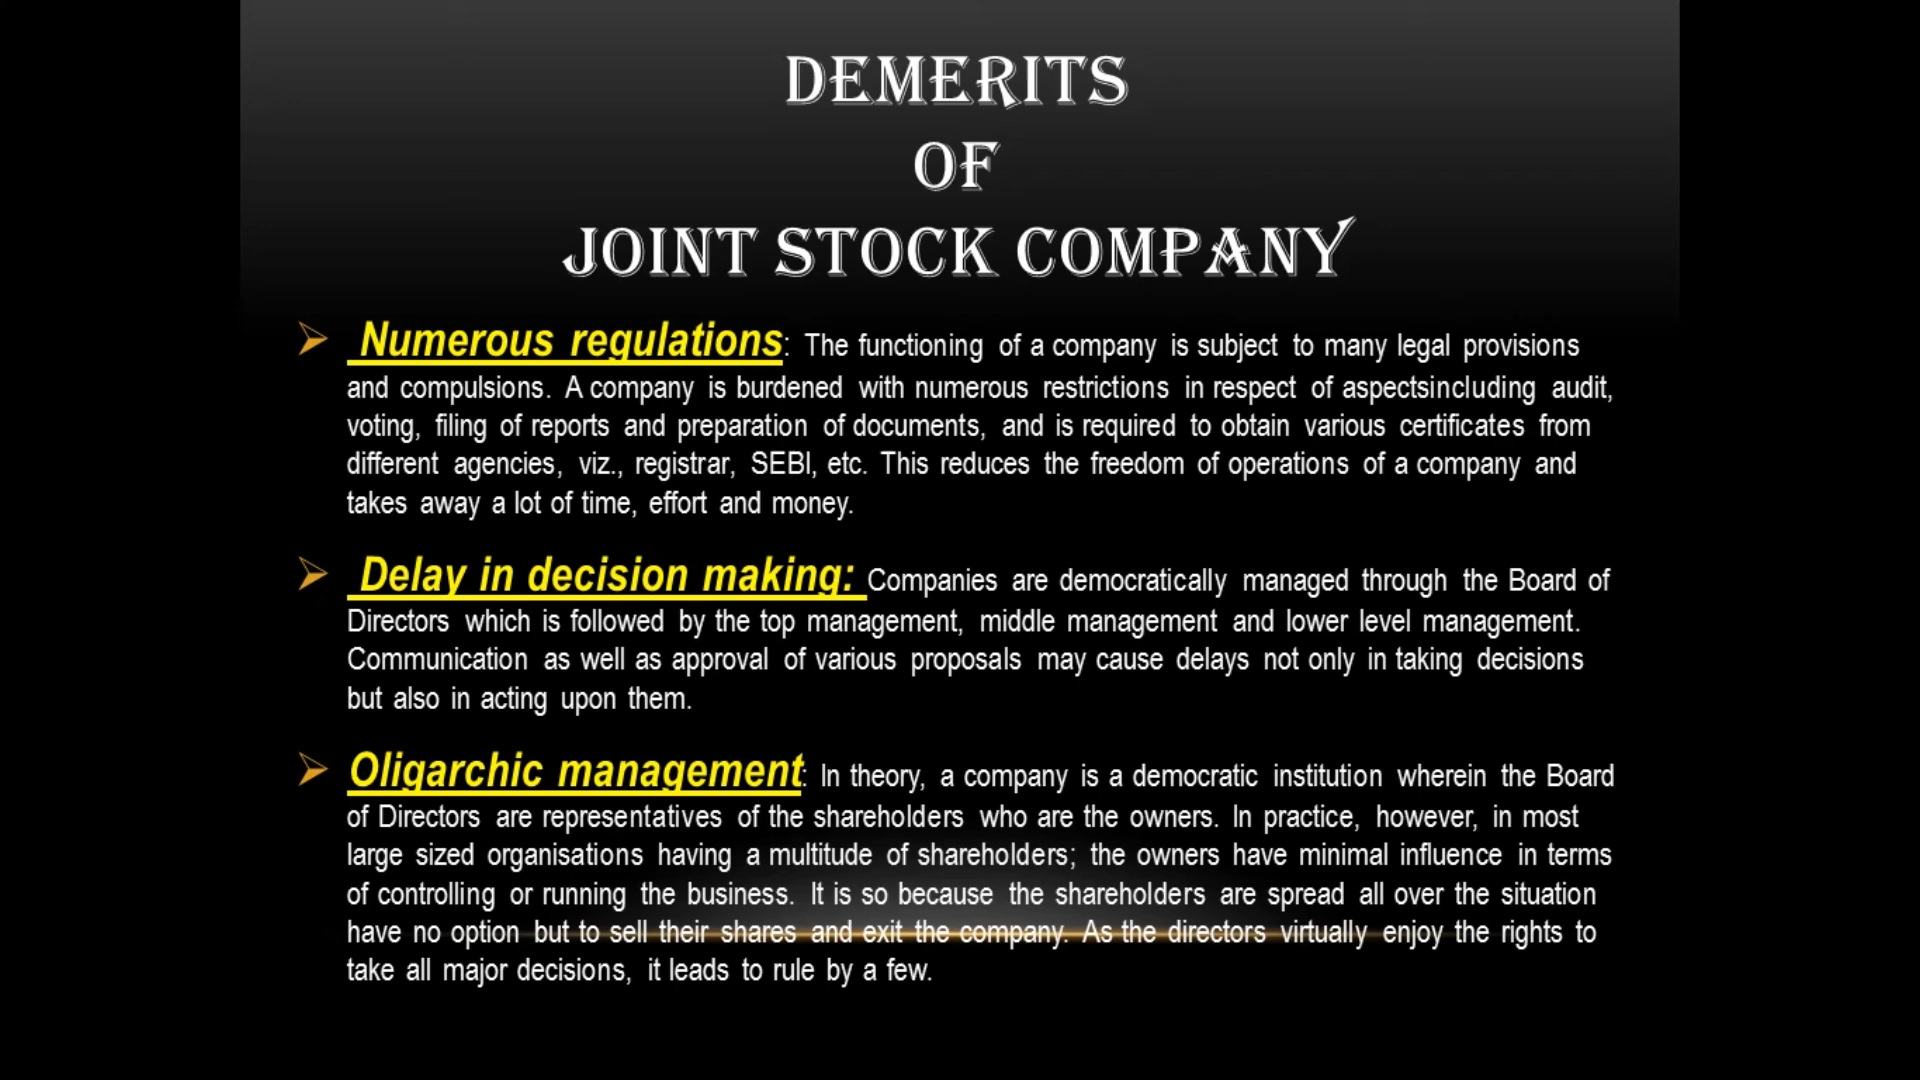 DEMERITS
OF
JOINT STOCK COMPANY
Numerous regulations: The functioning of a company is subject to many legal provisions
and compulsions. A company is burdened with numerous restrictions in respect of aspectsincluding audit,
voting, filing of reports and preparation of documents, and is required to obtain various certificates from
different agencies, viz., registrar, SEBI, etc. This reduces the freedom of operations of a company and
takes away a lot of time, effort and money.
Delay in decision making: Companies are democratically managed through the Board of
Directors which is followed by the top management, middle management and lower level management.
Communication as well as approval of various proposals may cause delays not only in taking decisions
but also in acting upon them.
Oligarchic management: In theory, a company is a democratic institution wherein the Board
of Directors are representatives of the shareholders who are the owners. In practice, however, in most
large sized organisations having a multitude of shareholders; the owners have minimal influence in terms
of controlling or running the business. It is so because the shareholders are spread all over the situation
have no option but to sell their shares and exit the company. As the directors virtually enjoy the rights to
take all major decisions, it leads to rule by a few.